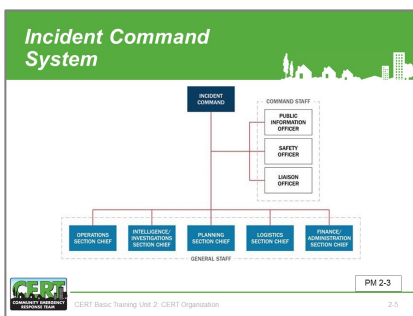 Incident Command
System
INCIDENT
COMMAND
COMMAND STAFF
PUBLIC
INFORMATION
OFFICER
SAFETY
OFFICER
LIAISON
OFFICER
OPERATIONS
SECTION CHIEF
INTELLIGENCE/
INVESTIGATIONS
SECTION CHIEF
PLANNING
SECTION CHIEF
LOGISTICS
SECTION CHIEF
FINANCE/
ADMINISTRATION
SECTION CHIEF
GENERAL STAFF
PM 2-3
CERT
COMMUNITY EMERGENCY
RESPONSE TEAM
CERT Basic Training Unit 2: CERT Organization
2-5